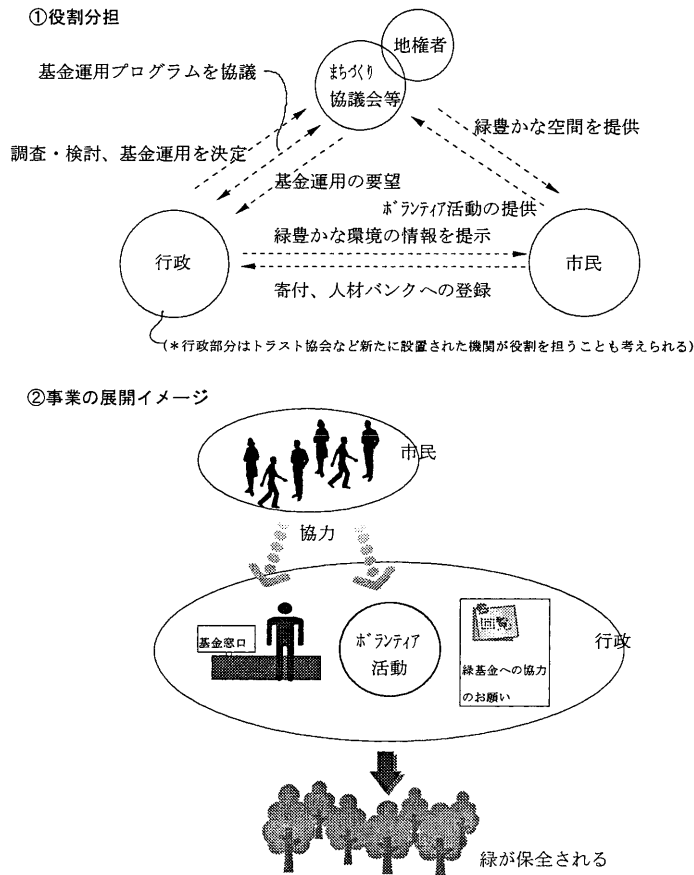 ①役割分担
地権者
まちづくり
協議会等
基金運用プログラムを協議
緑豊かな空間を提供
調査・検討、基金運用を決定
基金運用の要望
ﾎﾞﾗﾝﾃｨｱ活動の提供
緑豊かな環境の情報を提示
行政
市民
寄付、人材バンクへの登録
(＊行政部分はトラスト協会など新たに設置された機関が役割を担うことも考えられる)
②事業の展開イメージ
市民
協力
基金窓口
ﾎﾞﾗﾝﾃｨｱ
活動
行政
緑基金への協力
のお願い
緑が保全される